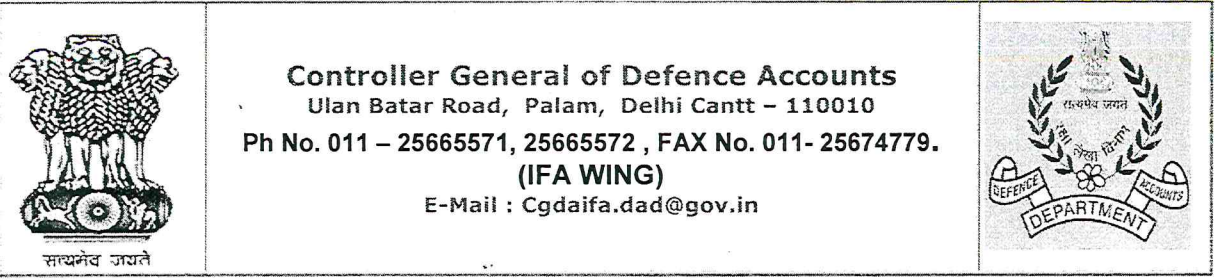 Controller General of Defence Accounts
Ulan Batar Road, Palam, Delhi Cantt – 110010
Ph No. 011 – 25665571, 25665572 , FAX No. 011- 25674779.
(IFA WING)
E-Mail : Cgdaifa.dad@gov.in
सत्यमेव जयते
सत्यमेव जयते
रक्षा लेखा विभाग
DEFENCE
ACCOUNTS
DEPARTMENT